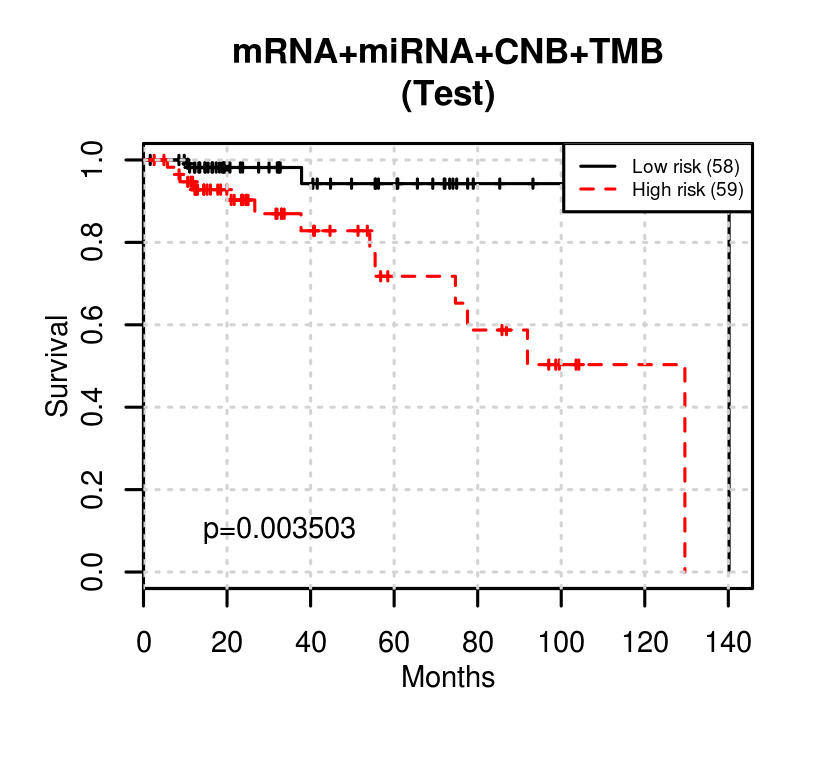 mRNA+miRNA+CNB+TMB
(Test)
Low risk (58)
High risk (59)
1.0
0.8
0.6
0.4
0.2
0.0
Survival
p=0.003503
0 20 40 60 80 100 120 140
Months